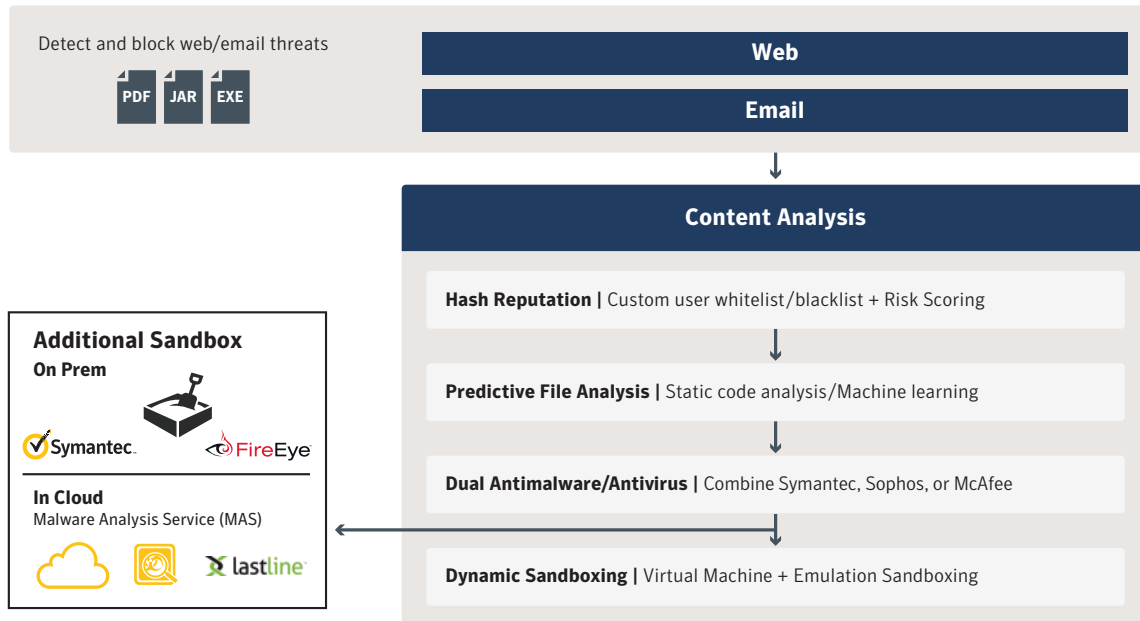 Detect and block web/email threats
PDF JAR EXE
Web
Email
Content Analysis
Hash Reputation | Custom user whitelist/blacklist + Risk Scoring
Predictive File Analysis | Static code analysis/Machine learning
Dual Antimalware/Antivirus | Combine Symantec, Sophos, or McAfee
Dynamic Sandboxing | Virtual Machine + Emulation Sandboxing
Additional Sandbox
On Prem
Symantec.
FireEye
In Cloud
Malware Analysis Service (MAS)
lastline